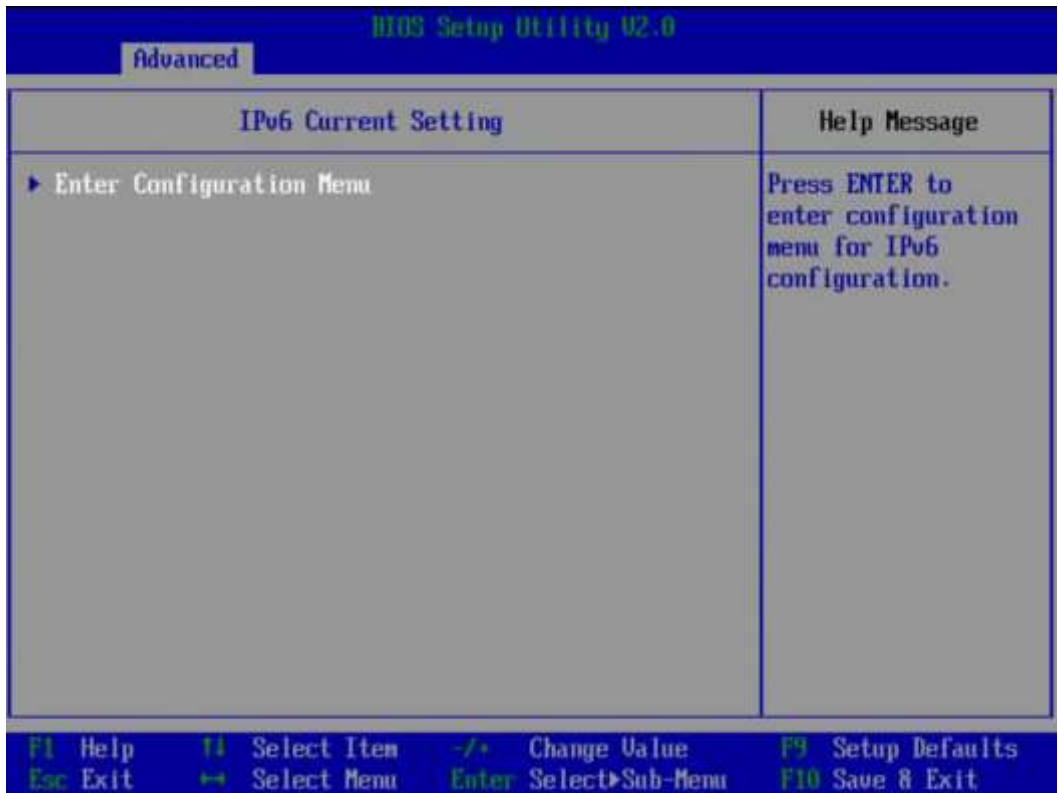 BIOS Setup Utility V2.0
Advanced
IPv6 Current Setting
Help Message
▶ Enter Configuration Menu
Press ENTER to
enter configuration
menu for IPv6
configuration.
F1 Help ↑↓ Select Item -/+ Change Value F9 Setup Defaults
Esc Exit ↔ Select Menu Enter Select▶Sub-Menu F10 Save & Exit